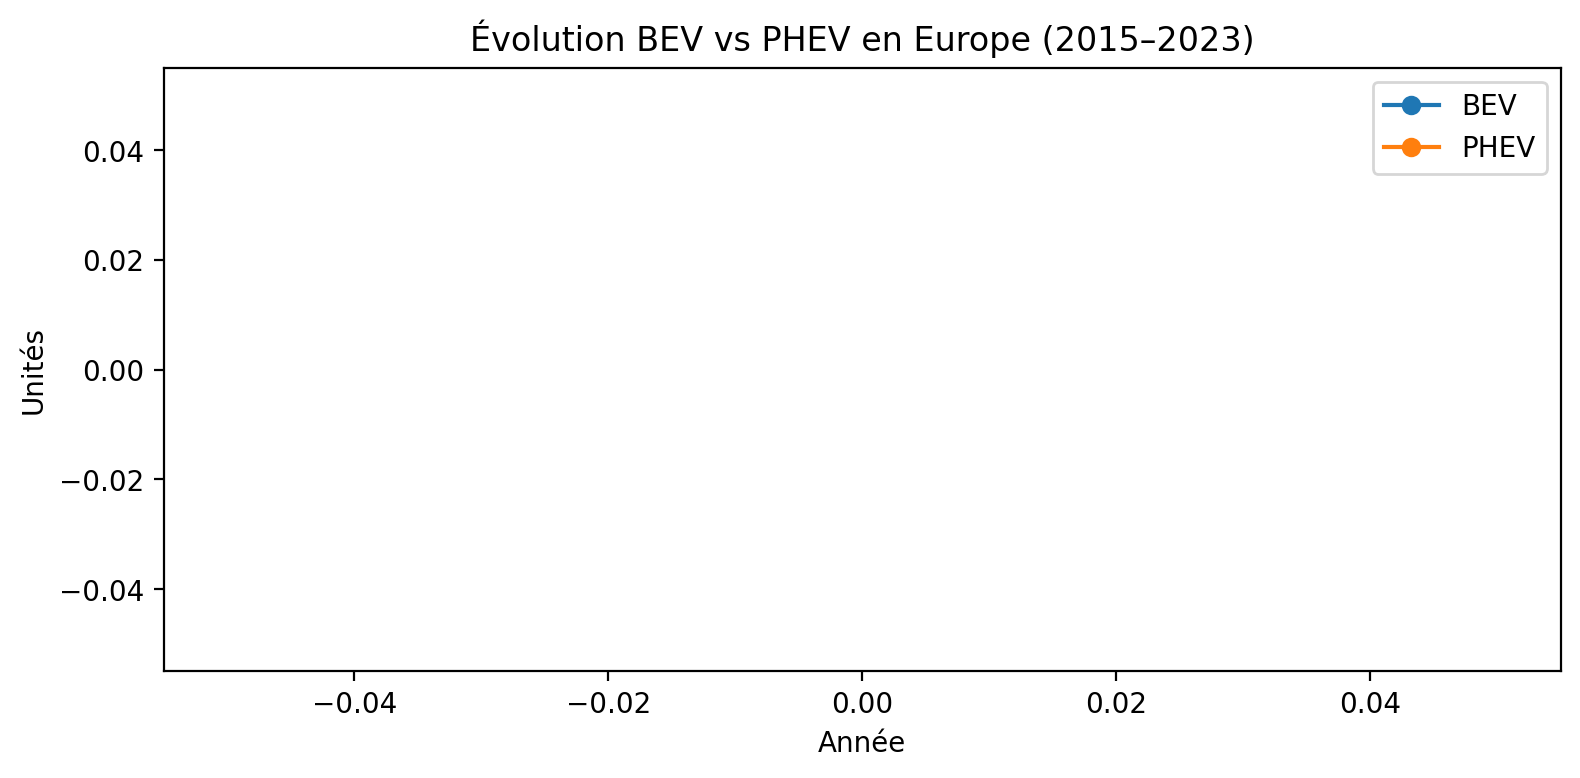 Évolution BEV vs PHEV en Europe (2015–2023)
BEV
PHEV
0.04
0.02
0.00
−0.02
−0.04
Unités
−0.04 −0.02 0.00 0.02 0.04
Année